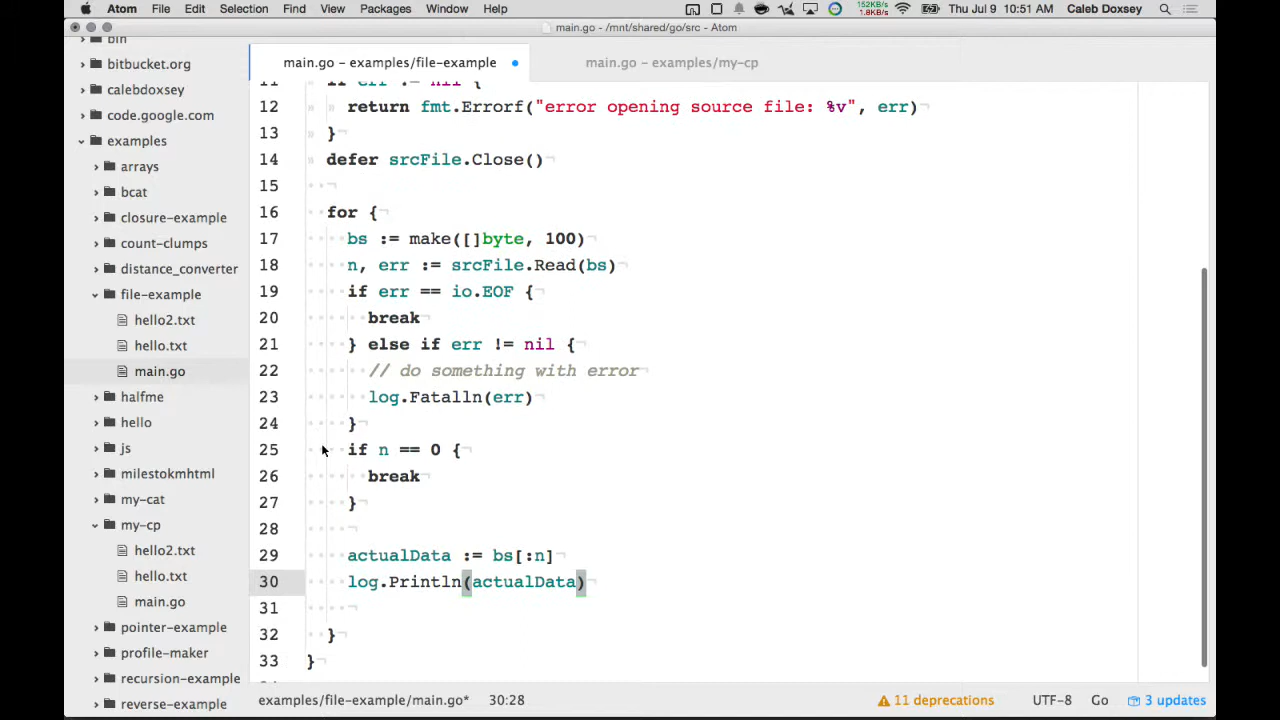 Atom File Edit Selection Find View Packages Window Help 152KB/s 1.8KB/s Thu Jul 9 10:51 AM Caleb Doxsey
main.go - /mnt/shared/go/src - Atom
bin
bitbucket.org
calebdoxsey
code.google.com
examples
arrays
bcat
closure-example
count-clumps
distance_converter
file-example
hello2.txt
hello.txt
main.go
halfme
hello
js
milestokmhtml
my-cat
my-cp
hello2.txt
hello.txt
main.go
pointer-example
profile-maker
recursion-example
reverse-example
main.go – examples/file-example
main.go – examples/my-cp
12 return fmt.Errorf("error opening source file: %v", err)
13 }
14 defer srcFile.Close()
15
16 for {
17 bs := make([]byte, 100)
18 n, err := srcFile.Read(bs)
19 if err == io.EOF {
20 break
21 } else if err != nil {
22 // do something with error
23 log.Fatalln(err)
24 }
25 if n == 0 {
26 break
27 }
28
29 actualData := bs[:n]
30 log.Println(actualData)
31
32 }
33 }
examples/file-example/main.go* 30:28 11 deprecations UTF-8 Go 3 updates